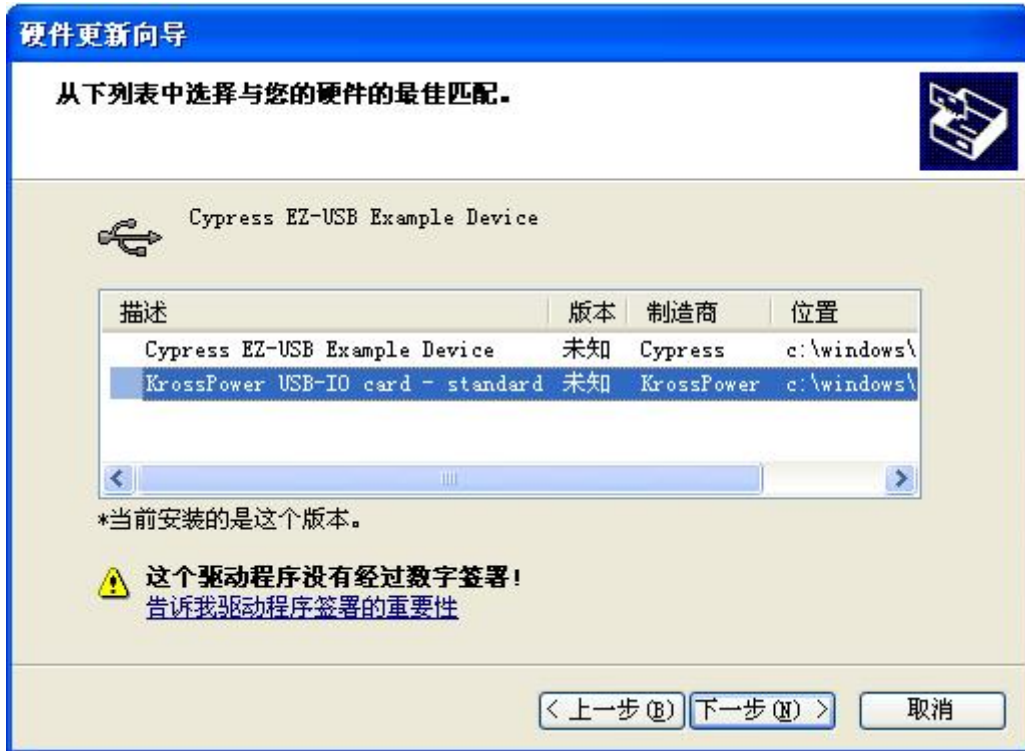 硬件更新向导
从下列表中选择与您的硬件的最佳匹配。
Cypress EZ-USB Example Device
描述 版本 制造商 位置
Cypress EZ-USB Example Device 未知 Cypress c:\windows\
KrossPower USB-IO card - standard 未知 KrossPower c:\windows\
*当前安装的是这个版本。
这个驱动程序没有经过数字签署!
告诉我驱动程序签署的重要性
< 上一步(B) 下一步(N) > 取消